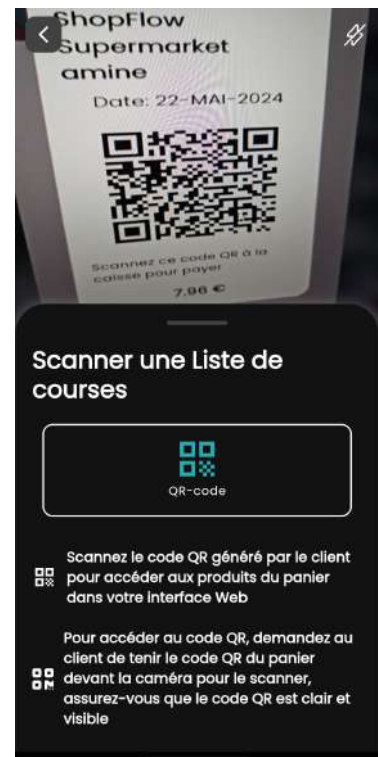 ShopFlow
Supermarket
amine
Date: 22-MAI-2024
Scannez ce code QR à la
caisse pour payer
7.96 €
Scanner une Liste de
courses
QR-code
Scannez le code QR généré par le client
pour accéder aux produits du panier
dans votre interface Web
Pour accéder au code QR, demandez au
client de tenir le code QR du panier
devant la caméra pour le scanner,
assurez-vous que le code QR est clair et
visible